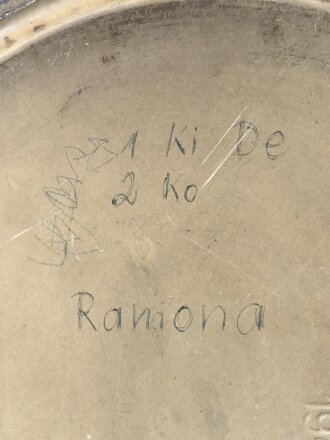 1 Ki De
2 Ko
Ramona